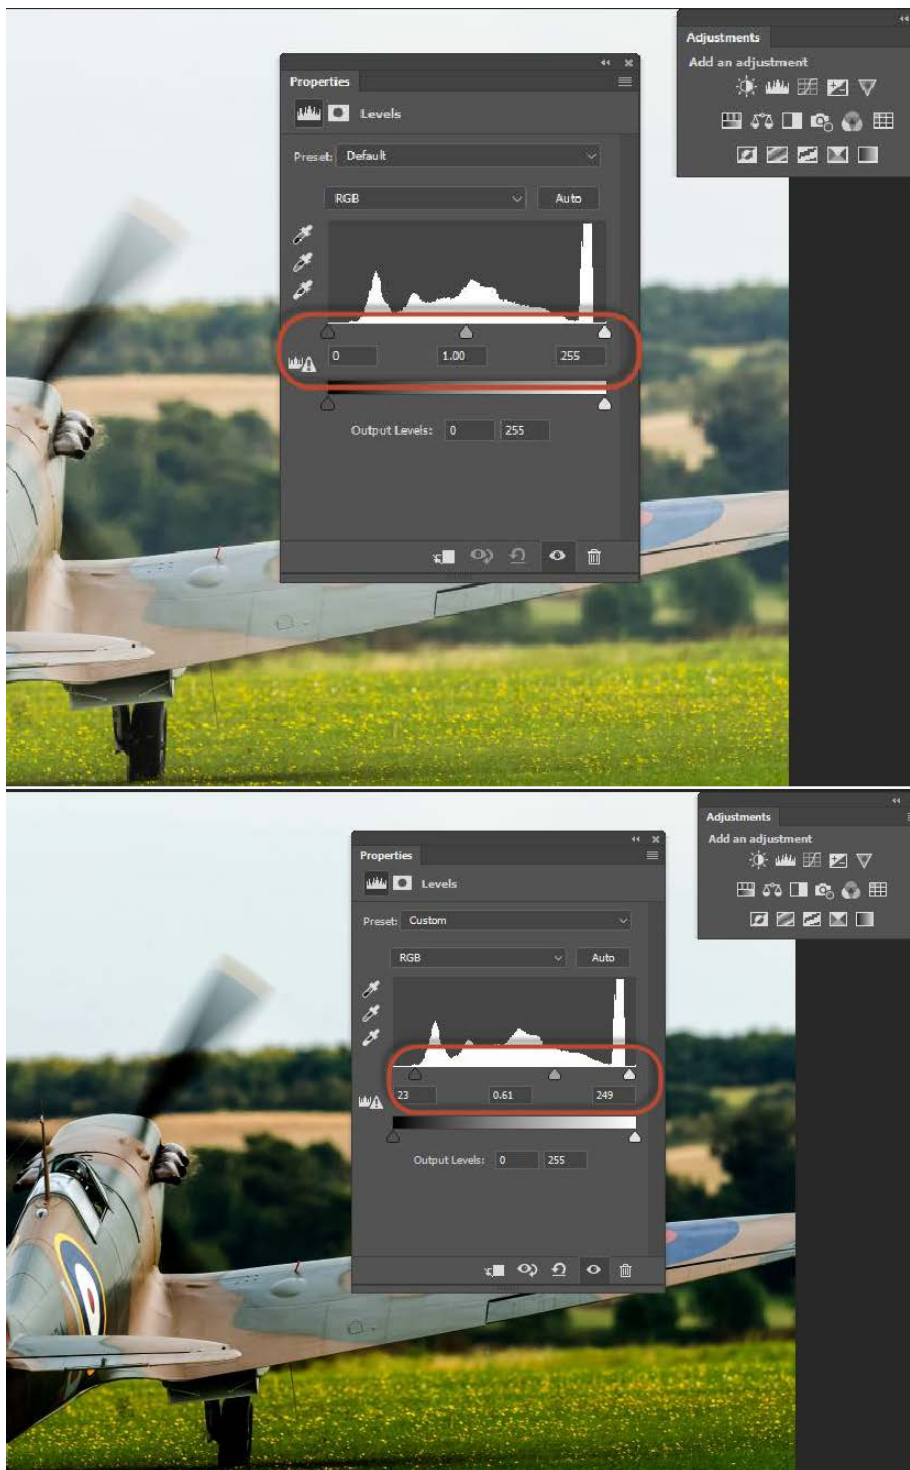 Adjustments
Add an adjustment
Properties
Levels
Preset: Default
RGB Auto
0 1.00 255
Output Levels: 0 255
Adjustments
Add an adjustment
Properties
Levels
Preset: Custom
RGB Auto
23 0.61 249
Output Levels: 0 255